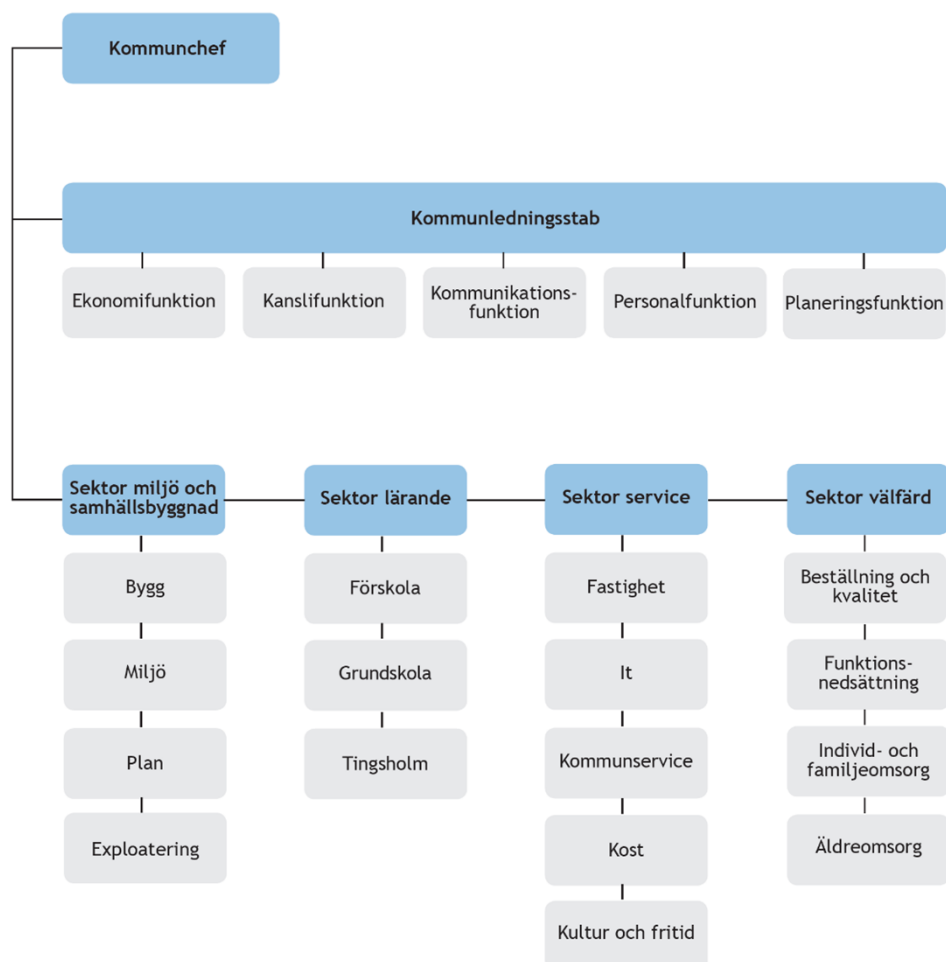 Kommunchef
Kommunledningsstab
Ekonomifunktion
Kanslifunktion
Kommunikations-
funktion
Personalfunktion
Planeringsfunktion
Sektor miljö och
samhällsbyggnad
Bygg
Miljö
Plan
Exploatering
Sektor lärande
Förskola
Grundskola
Tingsholm
Sektor service
Fastighet
It
Kommunservice
Kost
Kultur och fritid
Sektor välfärd
Beställning och
kvalitet
Funktions-
nedsättning
Individ- och
familjeomsorg
Äldreomsorg